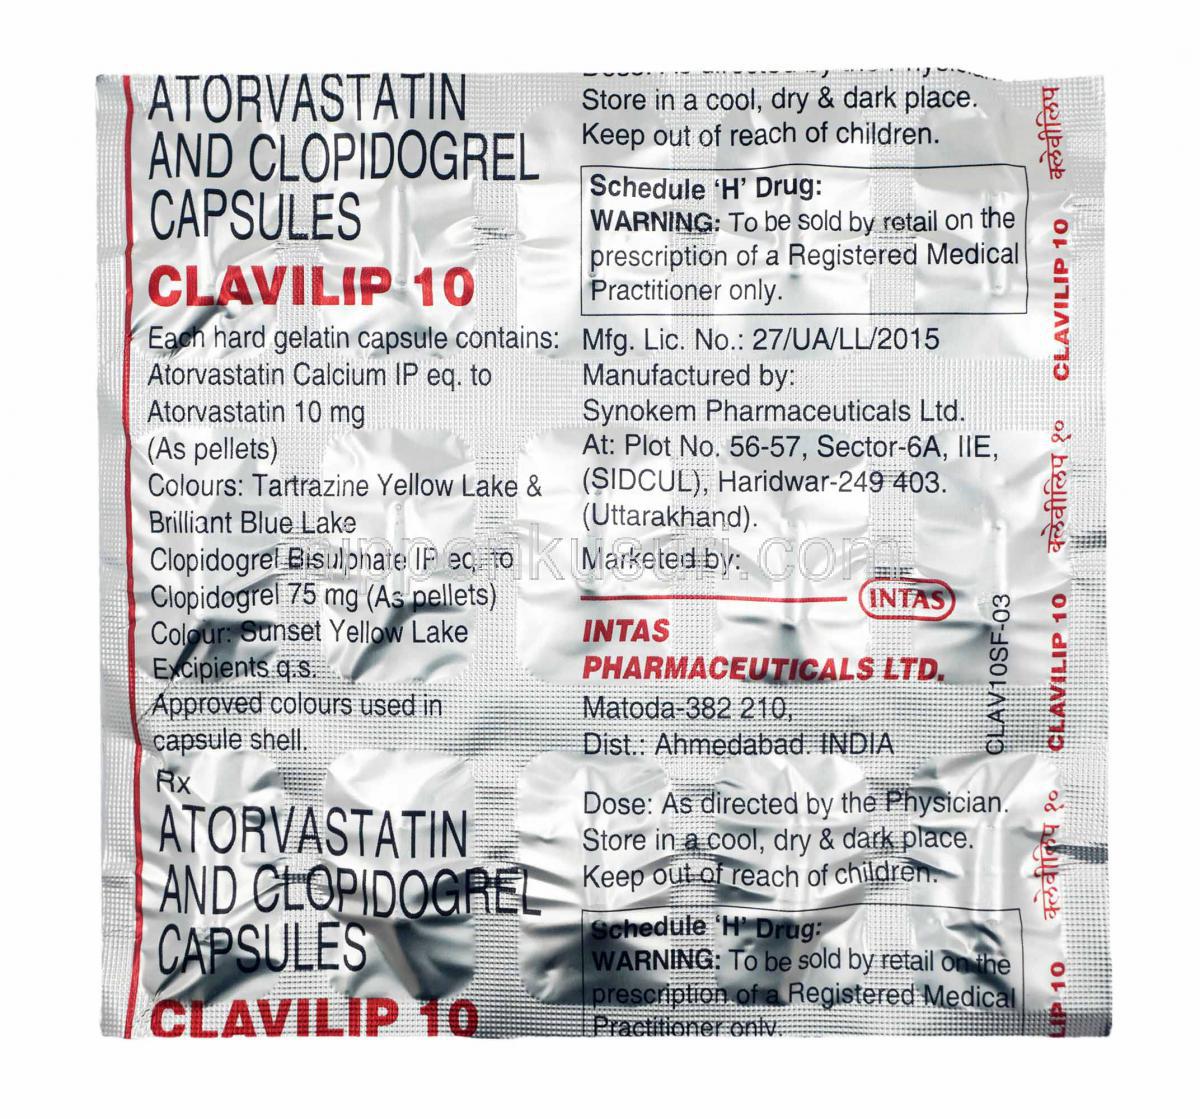 ATORVASTATIN
AND CLOPIDOGREL
CAPSULES
CLAVILIP 10
Each hard gelatin capsule contains:
Atorvastatin Calcium IP eq. to
Atorvastatin 10 mg
(As pellets)
Colours: Tartrazine Yellow Lake &
Brilliant Blue Lake
Clopidogrel Bisulphate IP eq. to
Clopidogrel 75 mg (As pellets)
Colour: Sunset Yellow Lake
Excipients q.s.
Approved colours used in
capsule shell.
Rx
ATORVASTATIN
AND CLOPIDOGREL
CAPSULES
CLAVILIP 10
Store in a cool, dry & dark place.
Keep out of reach of children.
Schedule 'H' Drug:
WARNING: To be sold by retail on the
prescription of a Registered Medical
Practitioner only.
Mfg. Lic. No.: 27/UA/LL/2015
Manufactured by:
Synokem Pharmaceuticals Ltd.
At: Plot No. 56-57, Sector-6A, IIE,
(SIDCUL), Haridwar-249 403.
(Uttarakhand).
Marketed by:
INTAS
INTAS
PHARMACEUTICALS LTD.
Matoda-382 210,
Dist.: Ahmedabad. INDIA
Dose: As directed by the Physician.
Store in a cool, dry & dark place.
Keep out of reach of children.
Schedule 'H' Drug:
WARNING: To be sold by retail on the
prescription of a Registered Medical
Practitioner only.
CLAV10SF-03
क्लेवीलिप
CLAVILIP 10
क्लेवीलिप १०
CLAVILIP 10
क्लेवीलिप १०
LIP 10
nipponkusuri.com